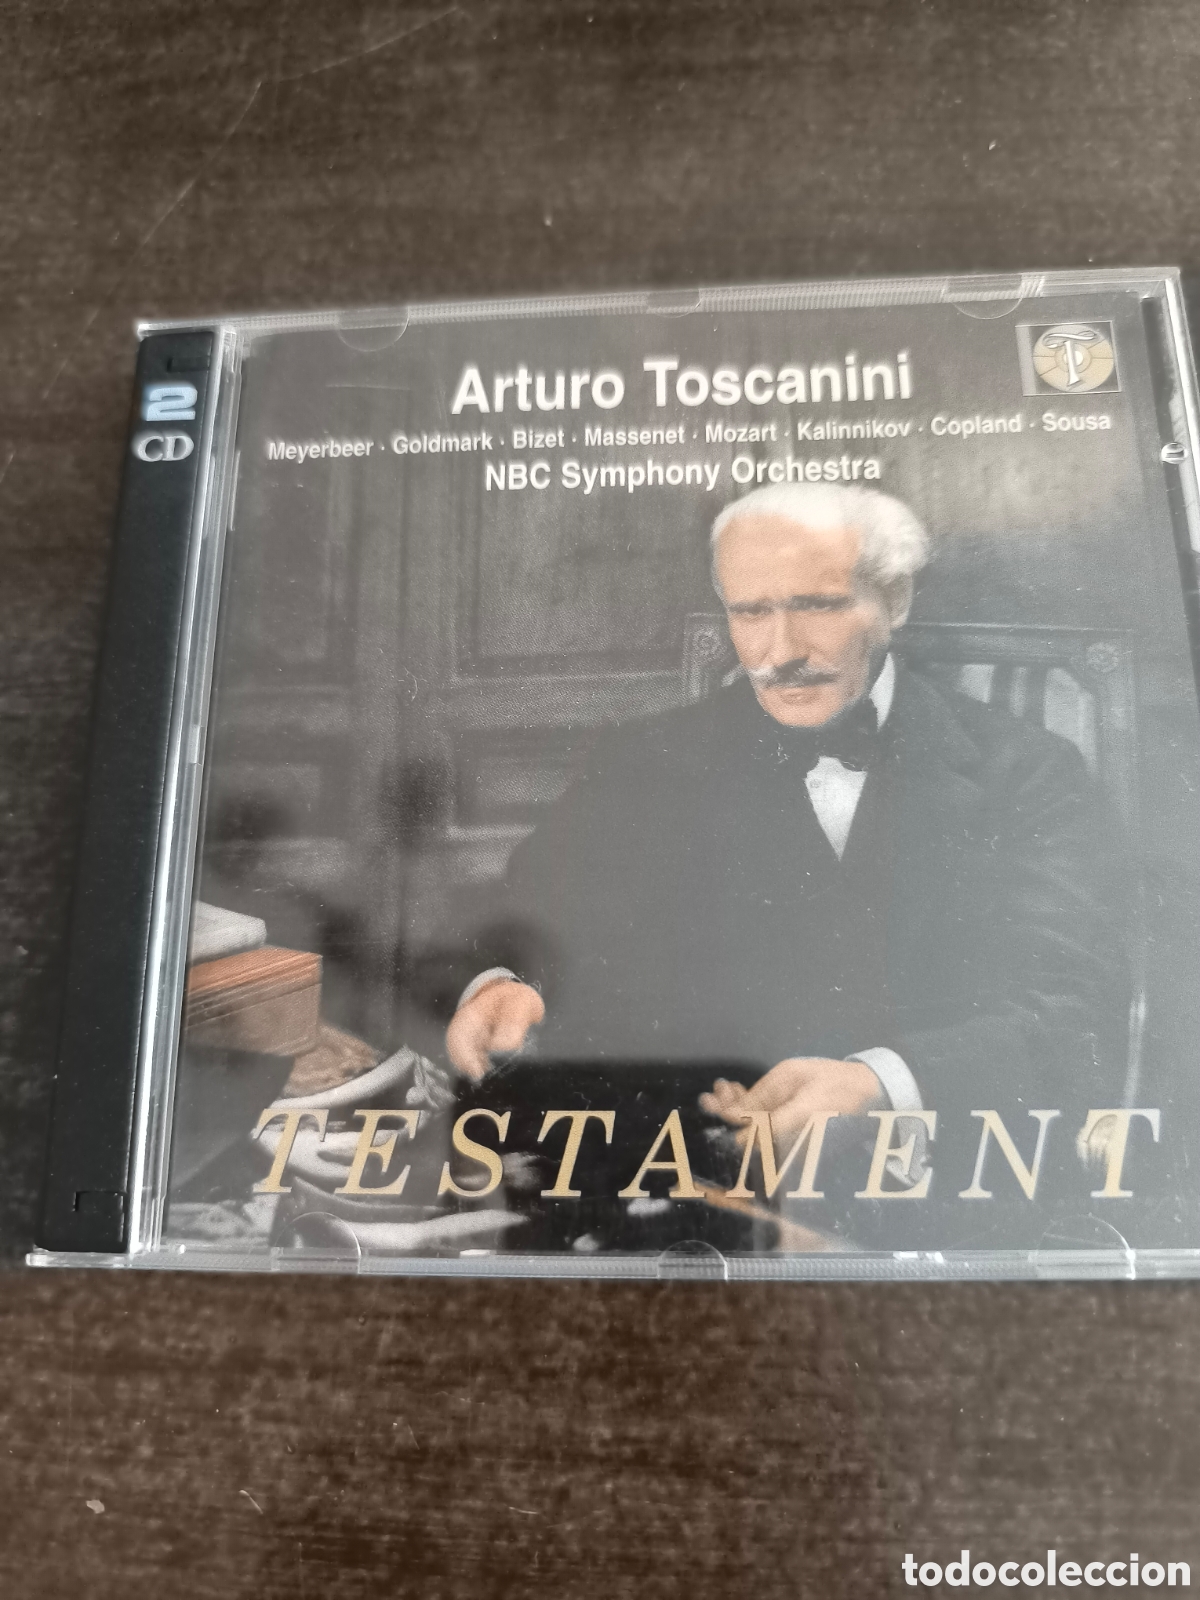 Arturo Toscanini
2
CD
Meyerbeer · Goldmark · Bizet · Massenet · Mozart · Kalinnikov · Copland · Sousa
NBC Symphony Orchestra
TESTAMENT
todocoleccion